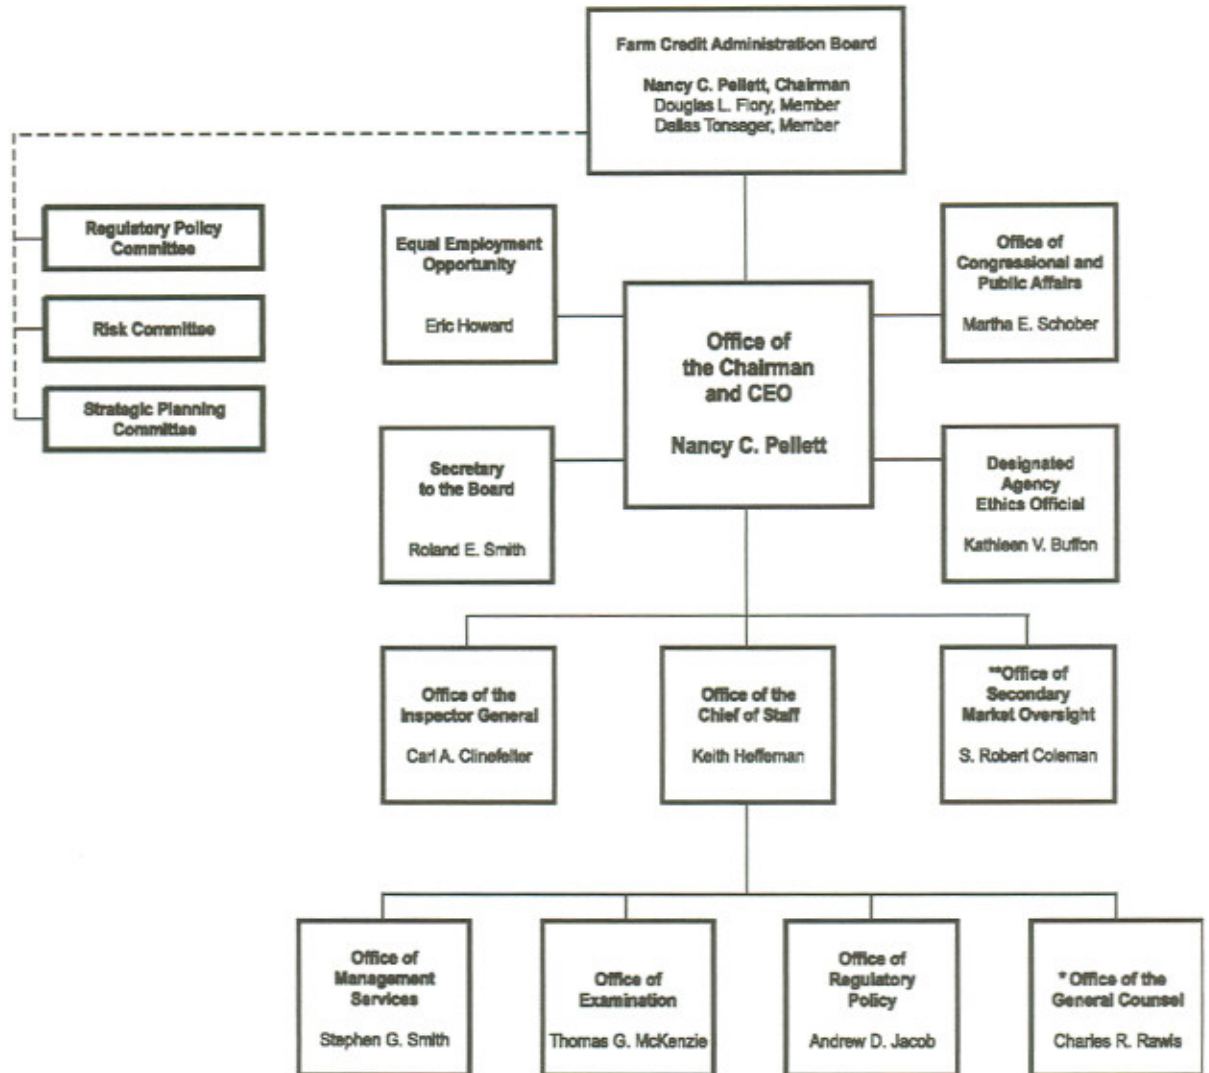 Farm Credit Administration Board
Nancy C. Pellett, Chairman
Douglas L. Flory, Member
Dallas Tonsager, Member
Regulatory Policy
Committee
Risk Committee
Strategic Planning
Committee
Equal Employment
Opportunity
Eric Howard
Office of
Congressional and
Public Affairs
Martha E. Schober
Office of
the Chairman
and CEO
Nancy C. Pellett
Secretary
to the Board
Roland E. Smith
Designated
Agency
Ethics Official
Kathleen V. Buffon
Office of the
Inspector General
Carl A. Clinefelter
Office of the
Chief of Staff
Keith Heffernan
**Office of
Secondary
Market Oversight
S. Robert Coleman
Office of
Management
Services
Stephen G. Smith
Office of
Examination
Thomas G. McKenzie
Office of
Regulatory
Policy
Andrew D. Jacob
*Office of the
General Counsel
Charles R. Rawls